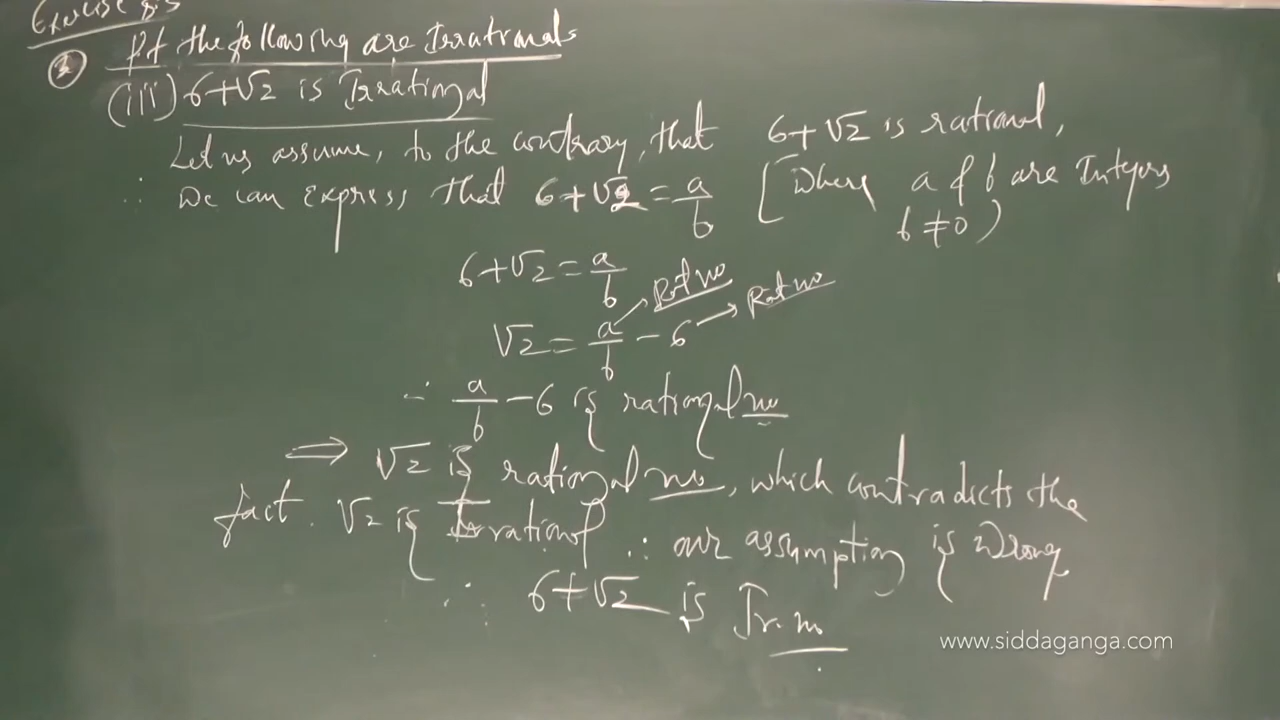 Exercise
② PT the following are Irrationals
(iii) 6+√2 is Irrational
Let us assume, to the contrary, that 6+√2 is rational,
∴ We can express that 6+√2 = a/b [Where a & b are Integers
b ≠ 0)
6+√2 = a/b
√2 = a/b - 6
Rat no
Rat no
∴ a/b - 6 is rational no
⇒ √2 is rational no, which contradicts the
fact. √2 is Irrational ∴ our assumption is Wrong
∴ 6+√2 is Ir. no
www.siddaganga.com